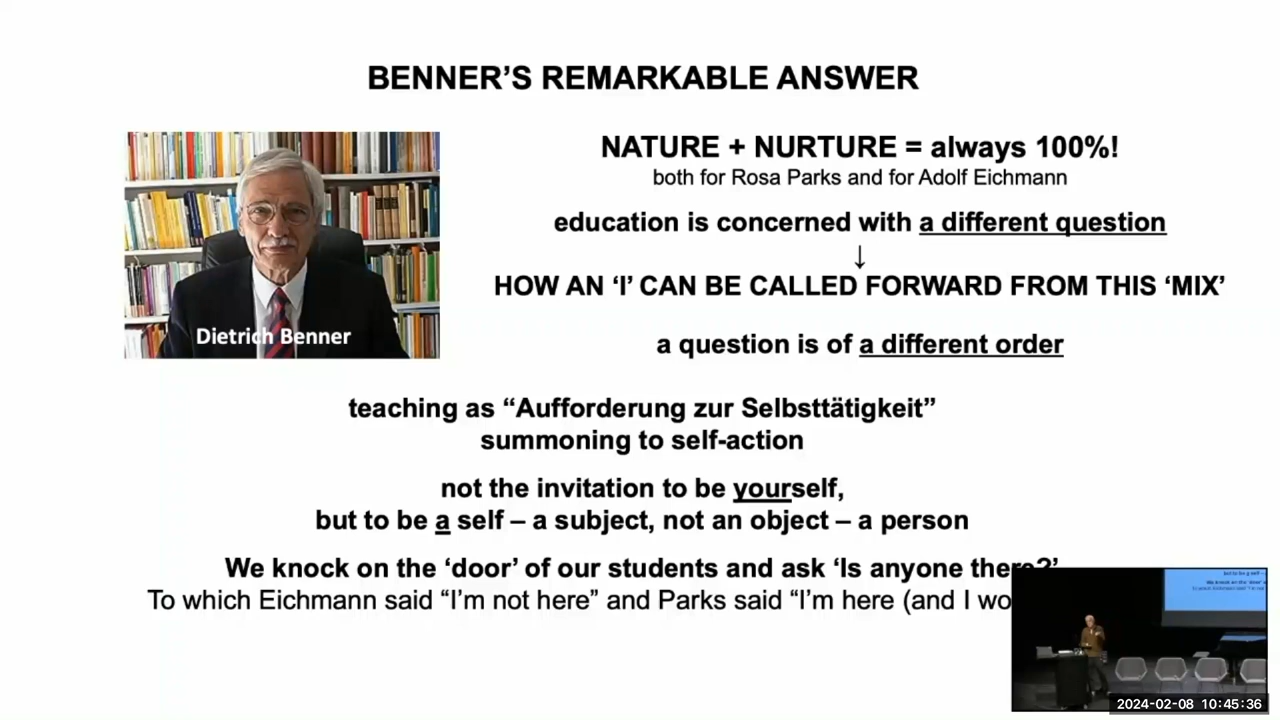 BENNER'S REMARKABLE ANSWER
Dietrich Benner
NATURE + NURTURE = always 100%!
both for Rosa Parks and for Adolf Eichmann
education is concerned with a different question
↓
HOW AN ‘I’ CAN BE CALLED FORWARD FROM THIS ‘MIX’
a question is of a different order
teaching as “Aufforderung zur Selbsttätigkeit”
summoning to self-action
not the invitation to be yourself,
but to be a self – a subject, not an object – a person
We knock on the ‘door’ of our students and ask ‘Is anyone there?’
To which Eichmann said “I’m not here” and Parks said “I’m here (and I
2024-02-08 10:45:36